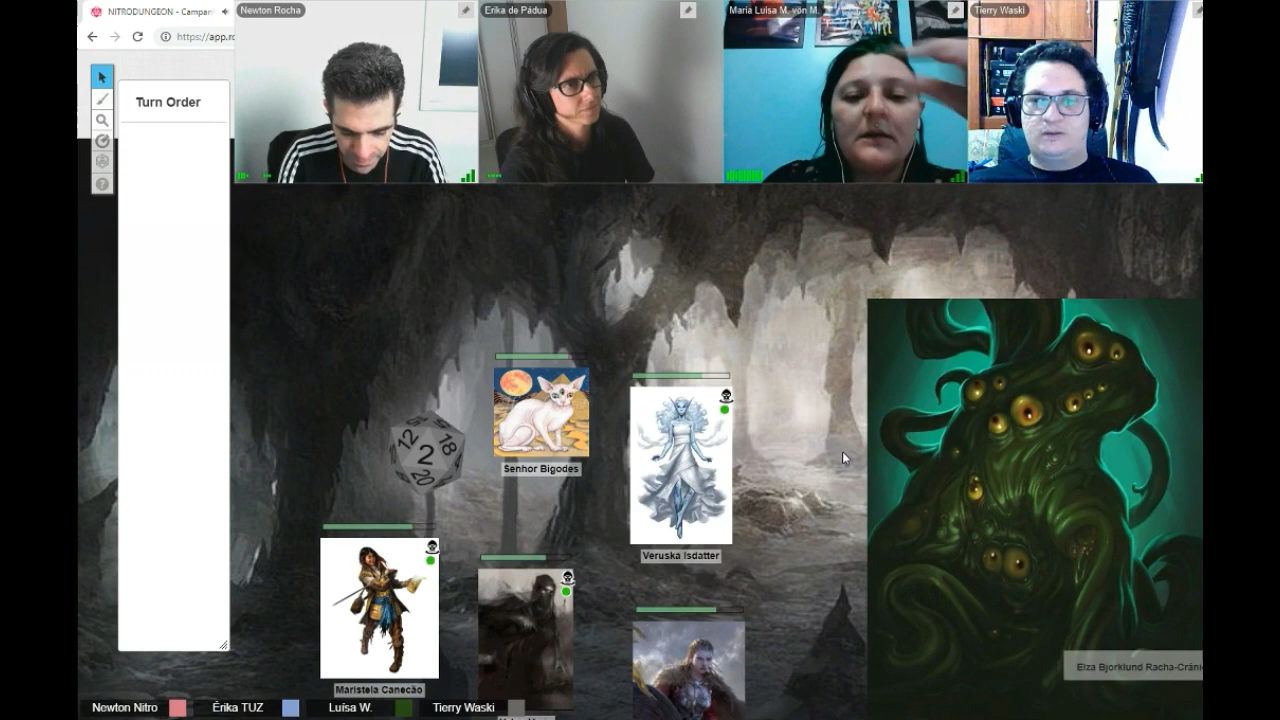 NITRODUNGEON - Campan
https://app.ro
Newton Rocha
Erika de Pádua
Maria Luísa M. von M.
Tierry Waski
Turn Order
12
18
2
20
Senhor Bigodes
Veruska Isdatter
Maristela Canecão
Elza Bjorklund Racha-Crâni
Newton Nitro
Érika TUZ
Luísa W.
Tierry Waski